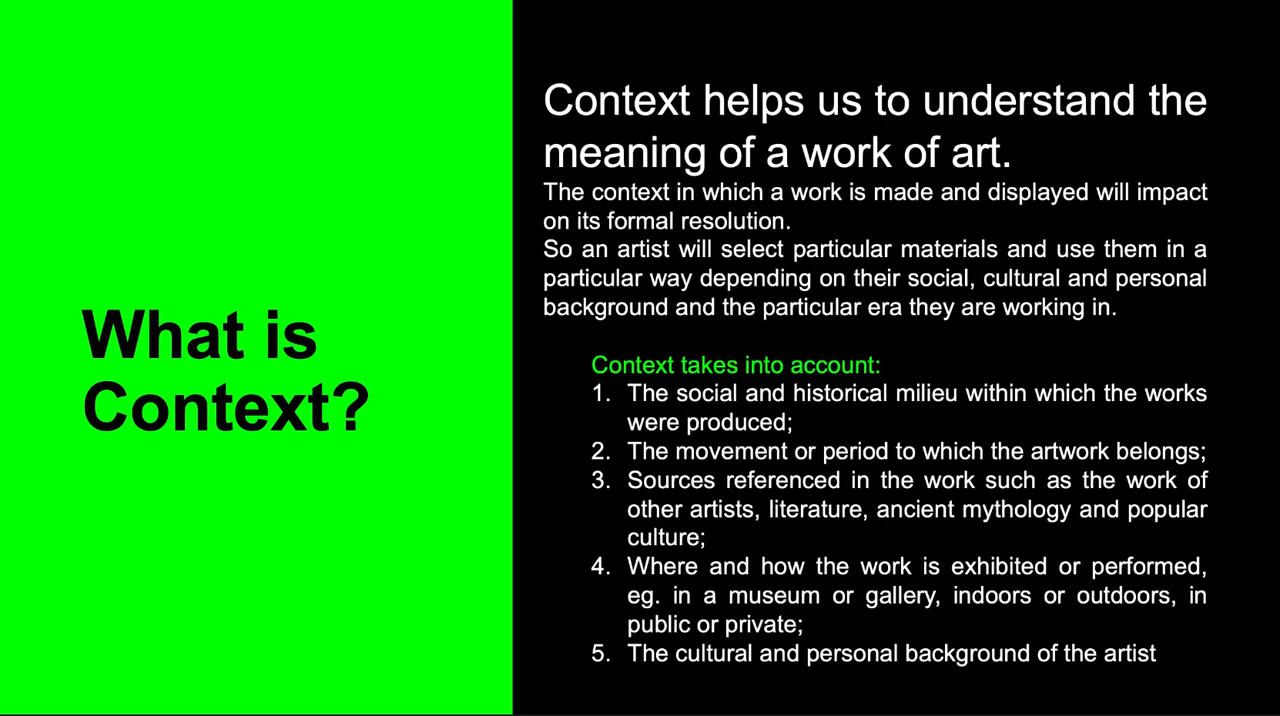 What is
Context?
Context helps us to understand the
meaning of a work of art.
The context in which a work is made and displayed will impact
on its formal resolution.
So an artist will select particular materials and use them in a
particular way depending on their social, cultural and personal
background and the particular era they are working in.
Context takes into account:
1. The social and historical milieu within which the works
were produced;
2. The movement or period to which the artwork belongs;
3. Sources referenced in the work such as the work of
other artists, literature, ancient mythology and popular
culture;
4. Where and how the work is exhibited or performed,
eg. in a museum or gallery, indoors or outdoors, in
public or private;
5. The cultural and personal background of the artist